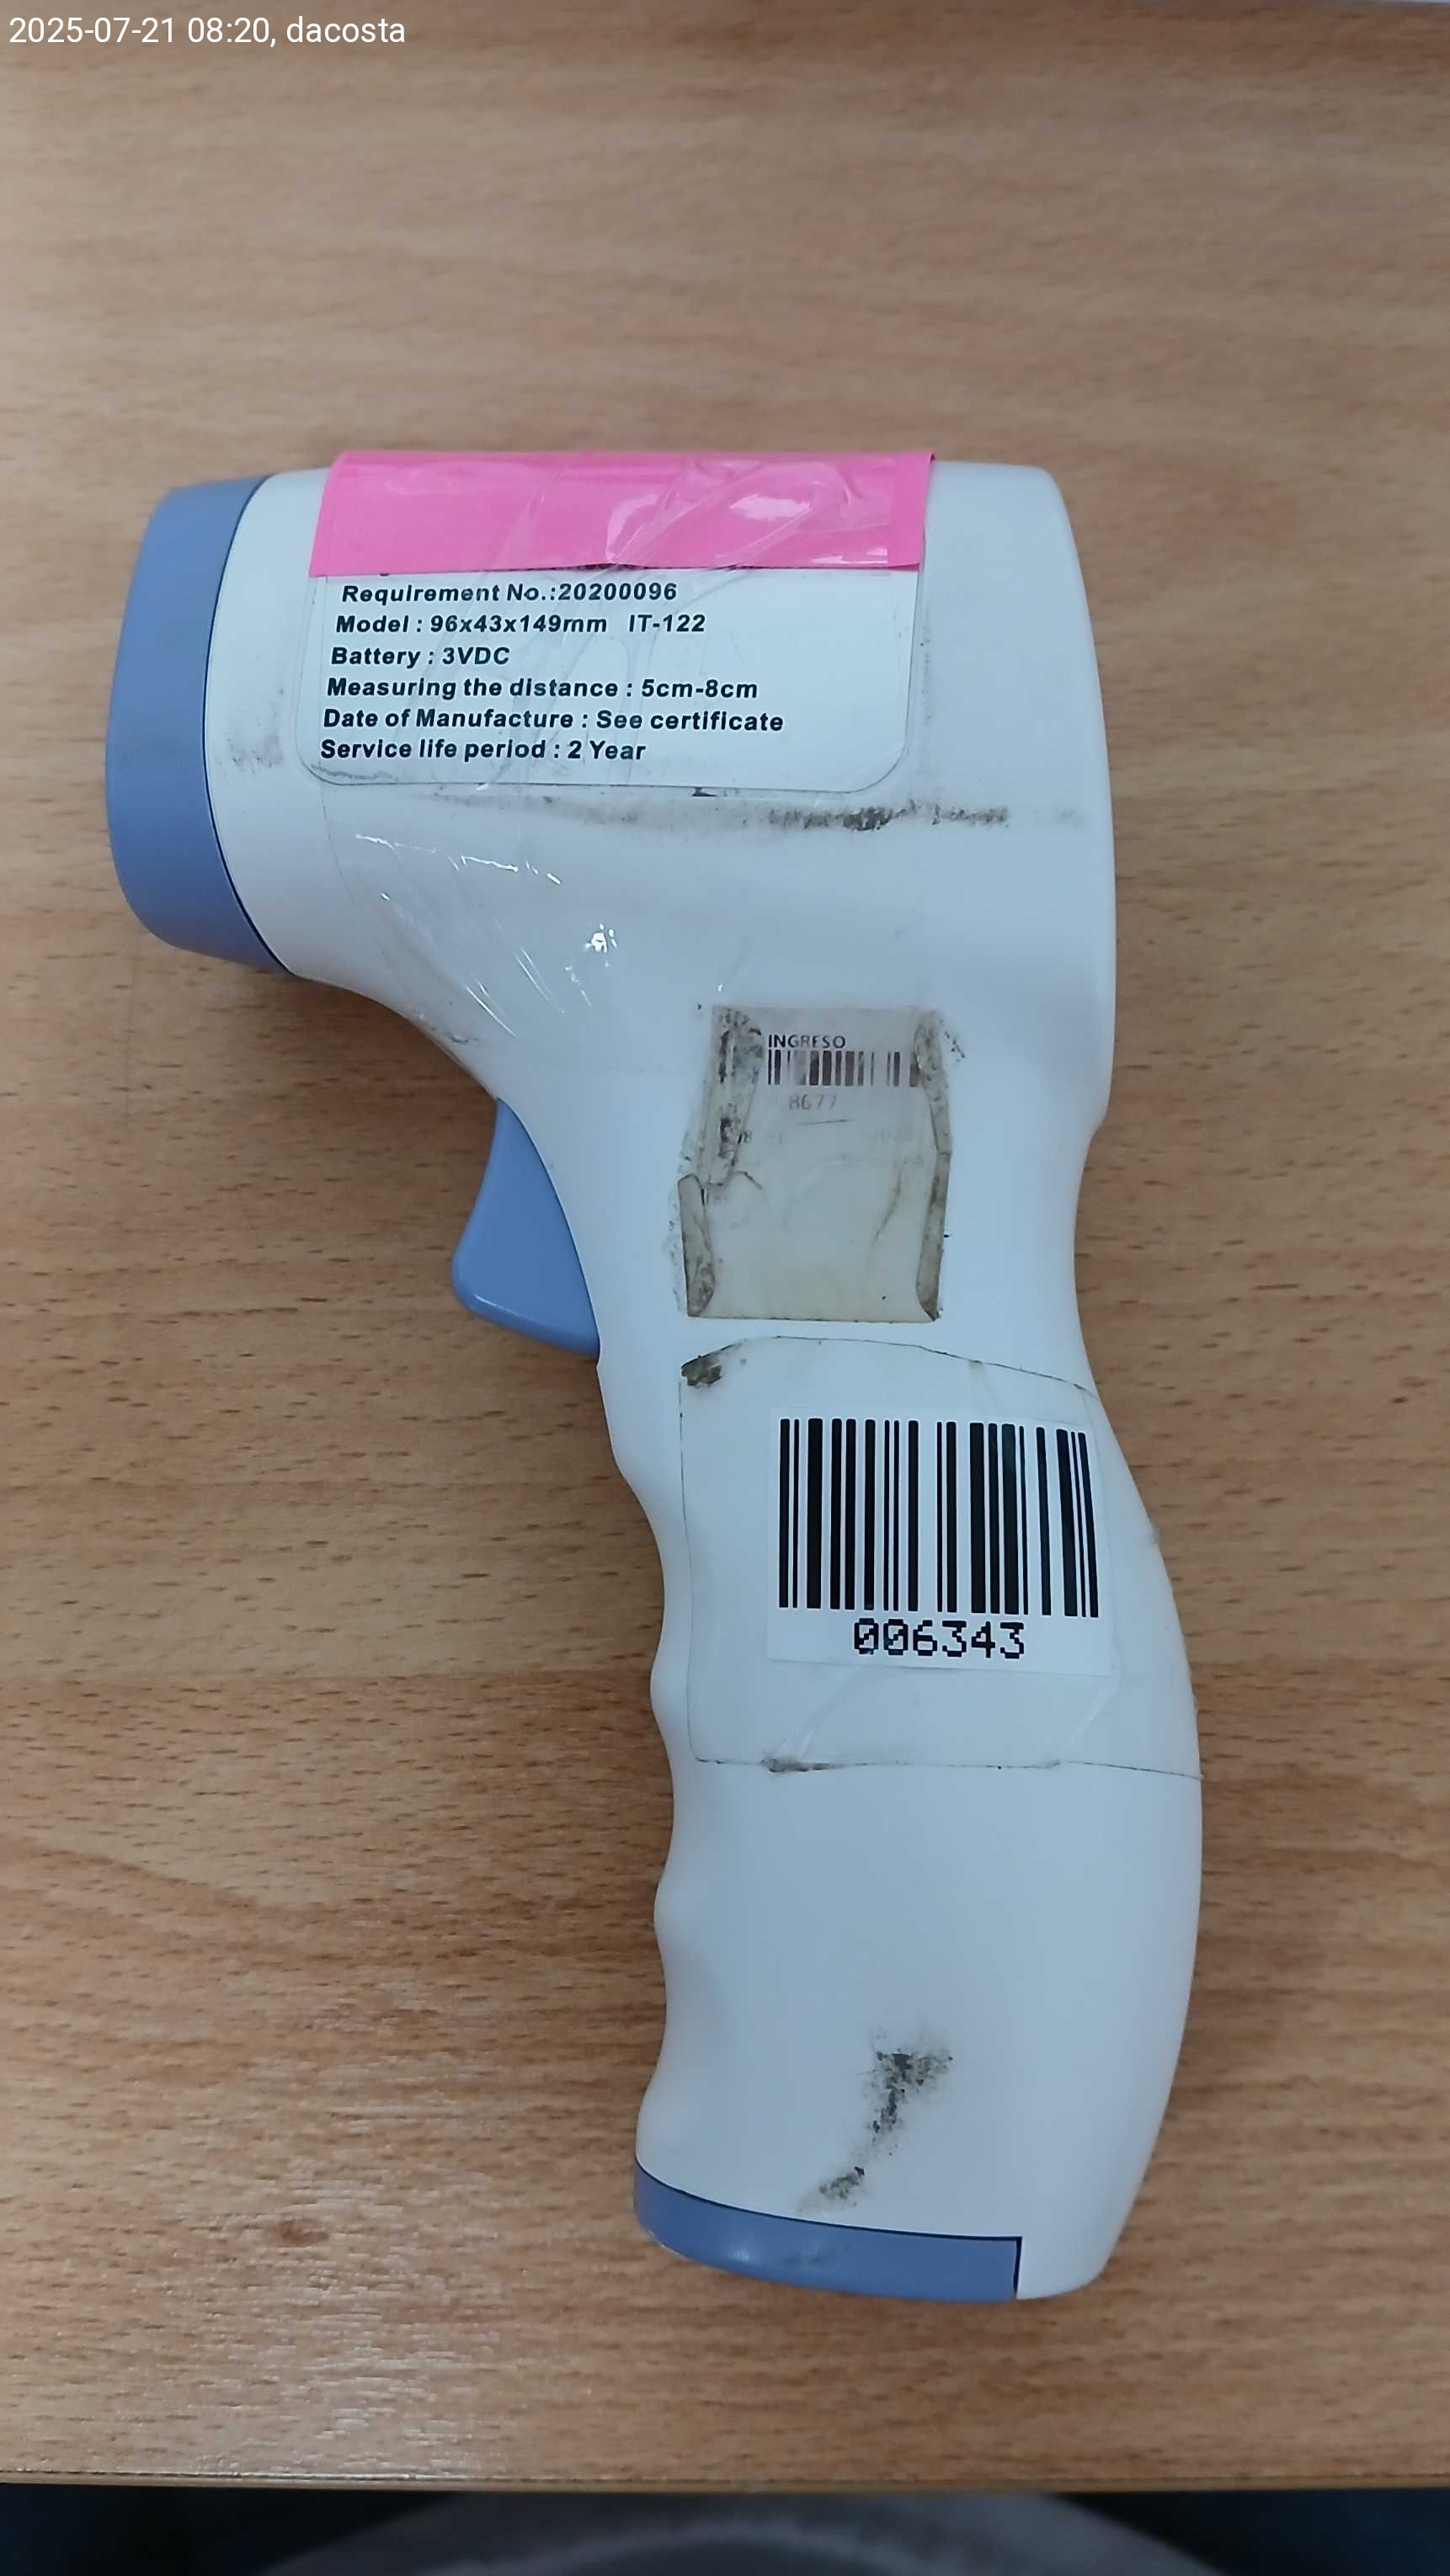 2025-07-21 08:20, dacosta
Requirement No.:20200096
Model : 96x43x149mm IT-122
Battery : 3VDC
Measuring the distance : 5cm-8cm
Date of Manufacture : See certificate
Service life period : 2 Year
INGRESO
8677
006343